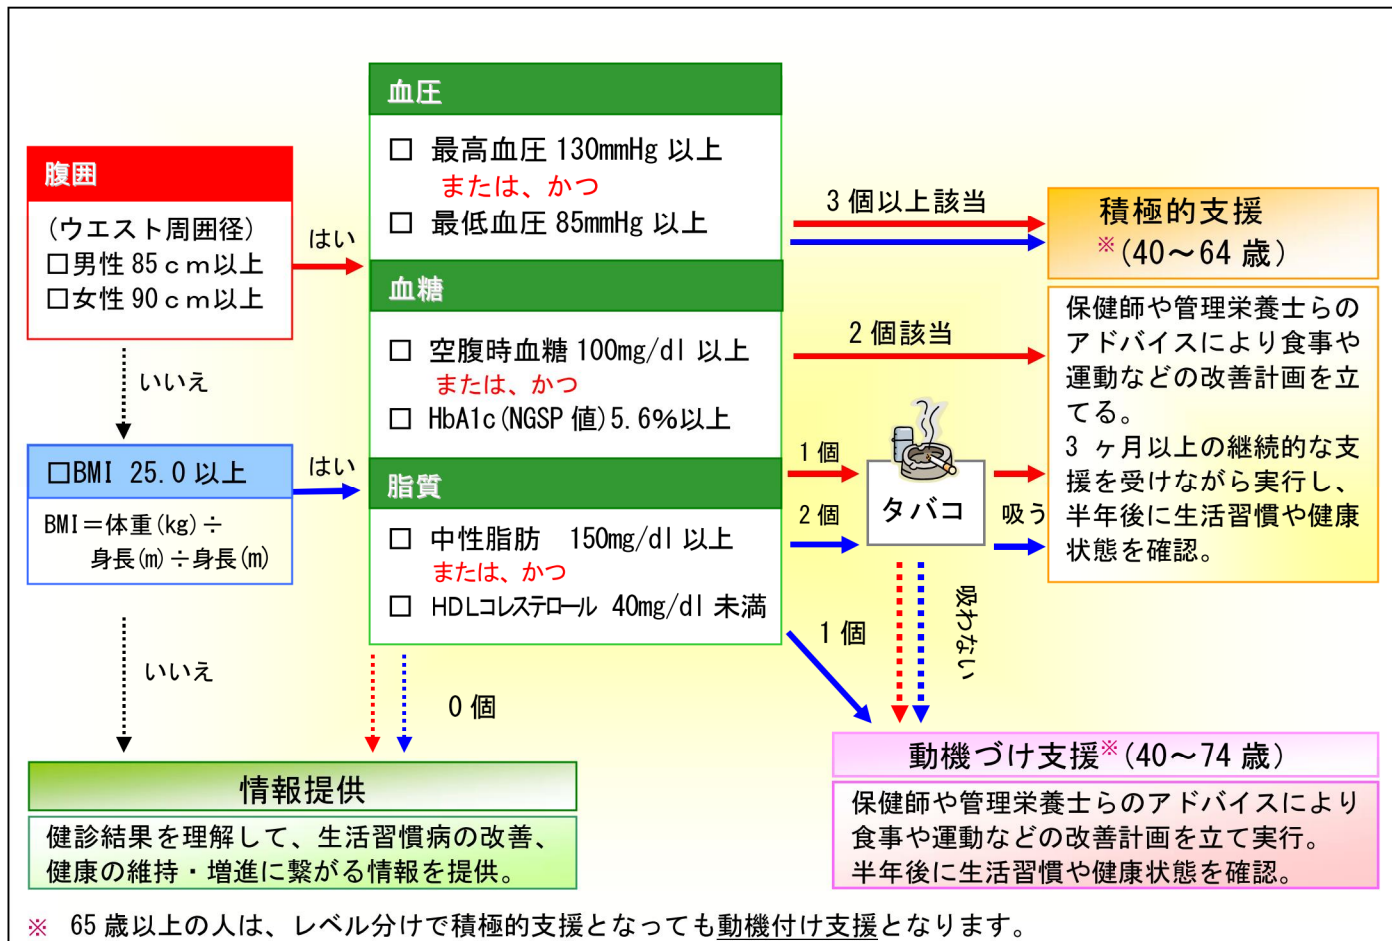 腹囲
(ウエスト周囲径)
□男性 85ｃｍ以上
□女性 90ｃｍ以上
はい
いいえ
□BMI 25.0 以上
BMI＝体重(kg)÷
身長(m)÷身長(m)
はい
いいえ
血圧
□ 最高血圧 130mmHg 以上
または、かつ
□ 最低血圧 85mmHg 以上
血糖
□ 空腹時血糖 100mg/dl 以上
または、かつ
□ HbA1c(NGSP 値)5.6%以上
脂質
□ 中性脂肪 150mg/dl 以上
または、かつ
□ HDLコレステロール 40mg/dl 未満
0 個
3 個以上該当
2 個該当
1 個
2 個
タバコ
吸う
吸わない
1 個
積極的支援
※(40～64 歳)
保健師や管理栄養士らの
アドバイスにより食事や
運動などの改善計画を立
てる。
3 ヶ月以上の継続的な支
援を受けながら実行し、
半年後に生活習慣や健康
状態を確認。
情報提供
健診結果を理解して、生活習慣病の改善、
健康の維持・増進に繋がる情報を提供。
動機づけ支援※(40～74 歳)
保健師や管理栄養士らのアドバイスにより
食事や運動などの改善計画を立て実行。
半年後に生活習慣や健康状態を確認。
※ 65 歳以上の人は、レベル分けで積極的支援となっても動機付け支援となります。